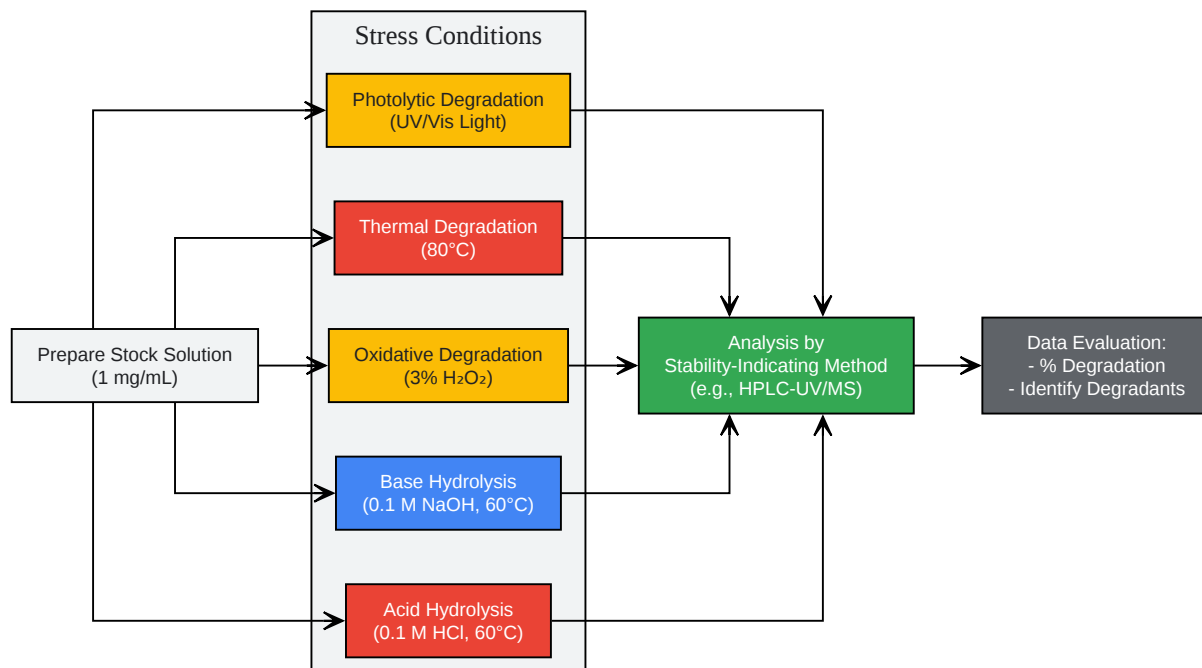 Stress Conditions
Photolytic Degradation
(UV/Vis Light)
Thermal Degradation
(80°C)
Prepare Stock Solution
(1 mg/mL)
Oxidative Degradation
(3% H₂O₂)
Analysis by
Stability-Indicating Method
(e.g., HPLC-UV/MS)
Data Evaluation:
- % Degradation
- Identify Degradants
Base Hydrolysis
(0.1 M NaOH, 60°C)
Acid Hydrolysis
(0.1 M HCl, 60°C)